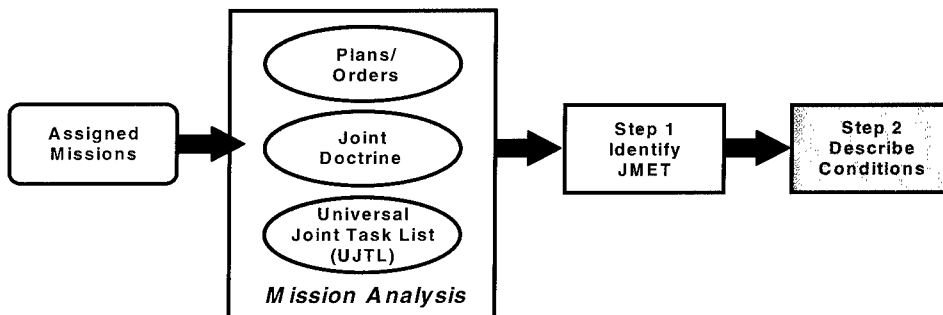 Assigned
Missions
Plans/
Orders
Joint
Doctrine
Universal
Joint Task List
(UJTL)
Mission Analysis
Step 1
Identify
JMET
Step 2
Describe
Conditions